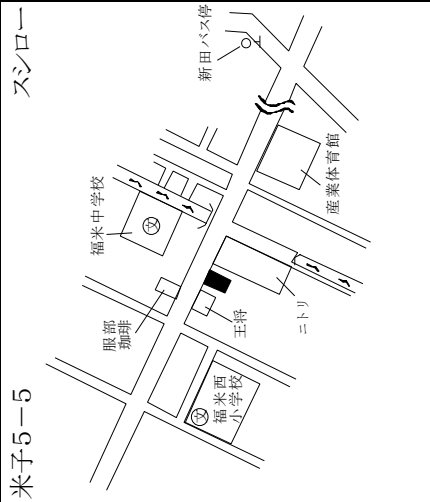 米子5−5
スシロー
新田バス停
産業体育館
福米中学校
文
服部
珈琲
王将
ニトリ
文
福米西
小学校